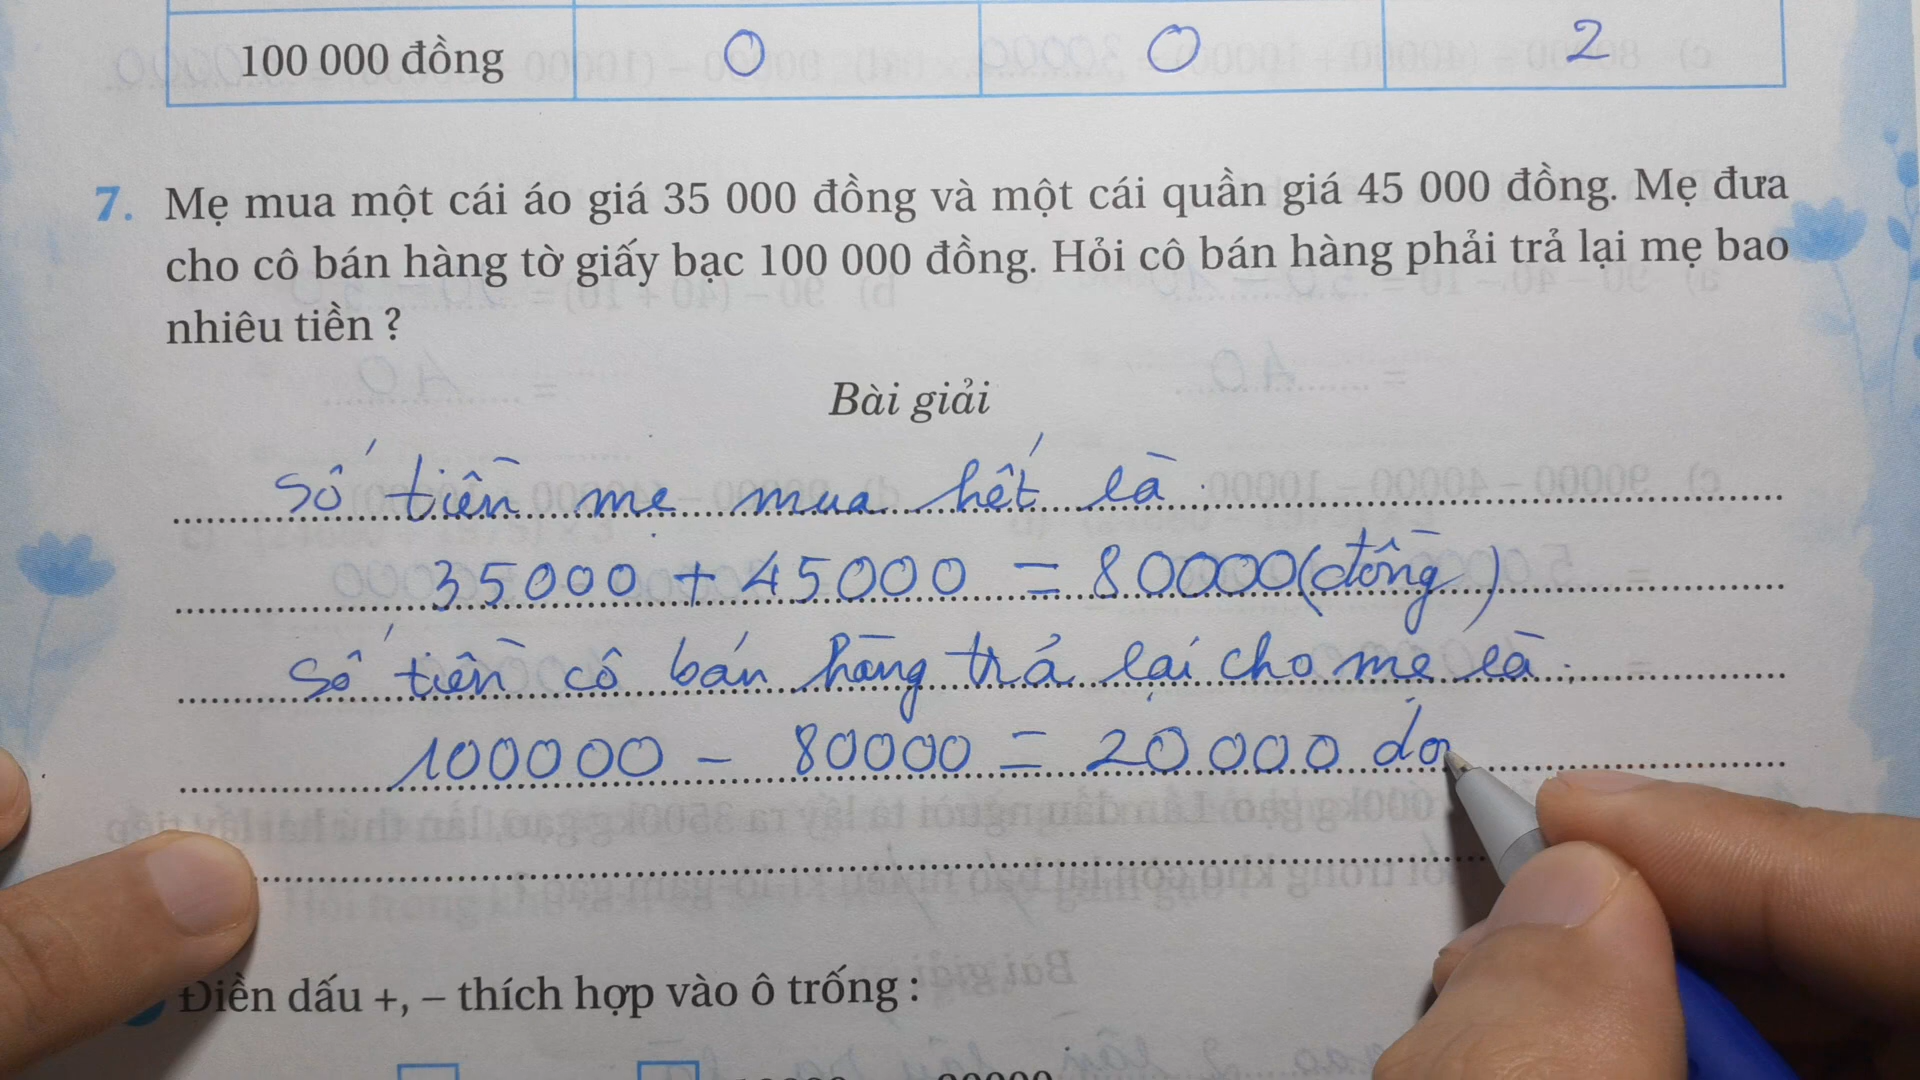 100 000 đồng 0 0 2
7. Mẹ mua một cái áo giá 35 000 đồng và một cái quần giá 45 000 đồng. Mẹ đưa
cho cô bán hàng tờ giấy bạc 100 000 đồng. Hỏi cô bán hàng phải trả lại mẹ bao
nhiêu tiền ?
Bài giải
Số tiền mẹ mua hết là :
35000 + 45000 = 80000 (đồng)
Số tiền cô bán hàng trả lại cho mẹ là :
100000 - 80000 = 20000
Điền dấu +, – thích hợp vào ô trống :